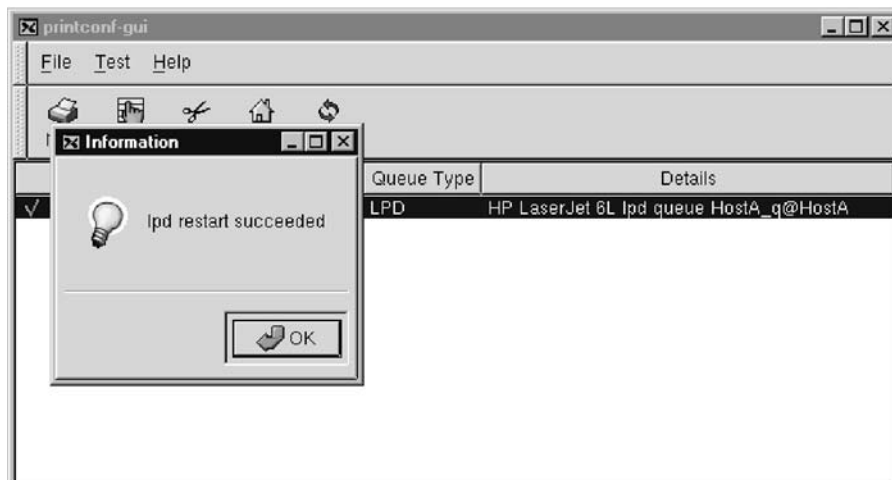 printconf-gui
File Test Help
Information
Queue Type Details
lpd restart succeeded
LPD HP LaserJet 6L lpd queue HostA_q@HostA
OK